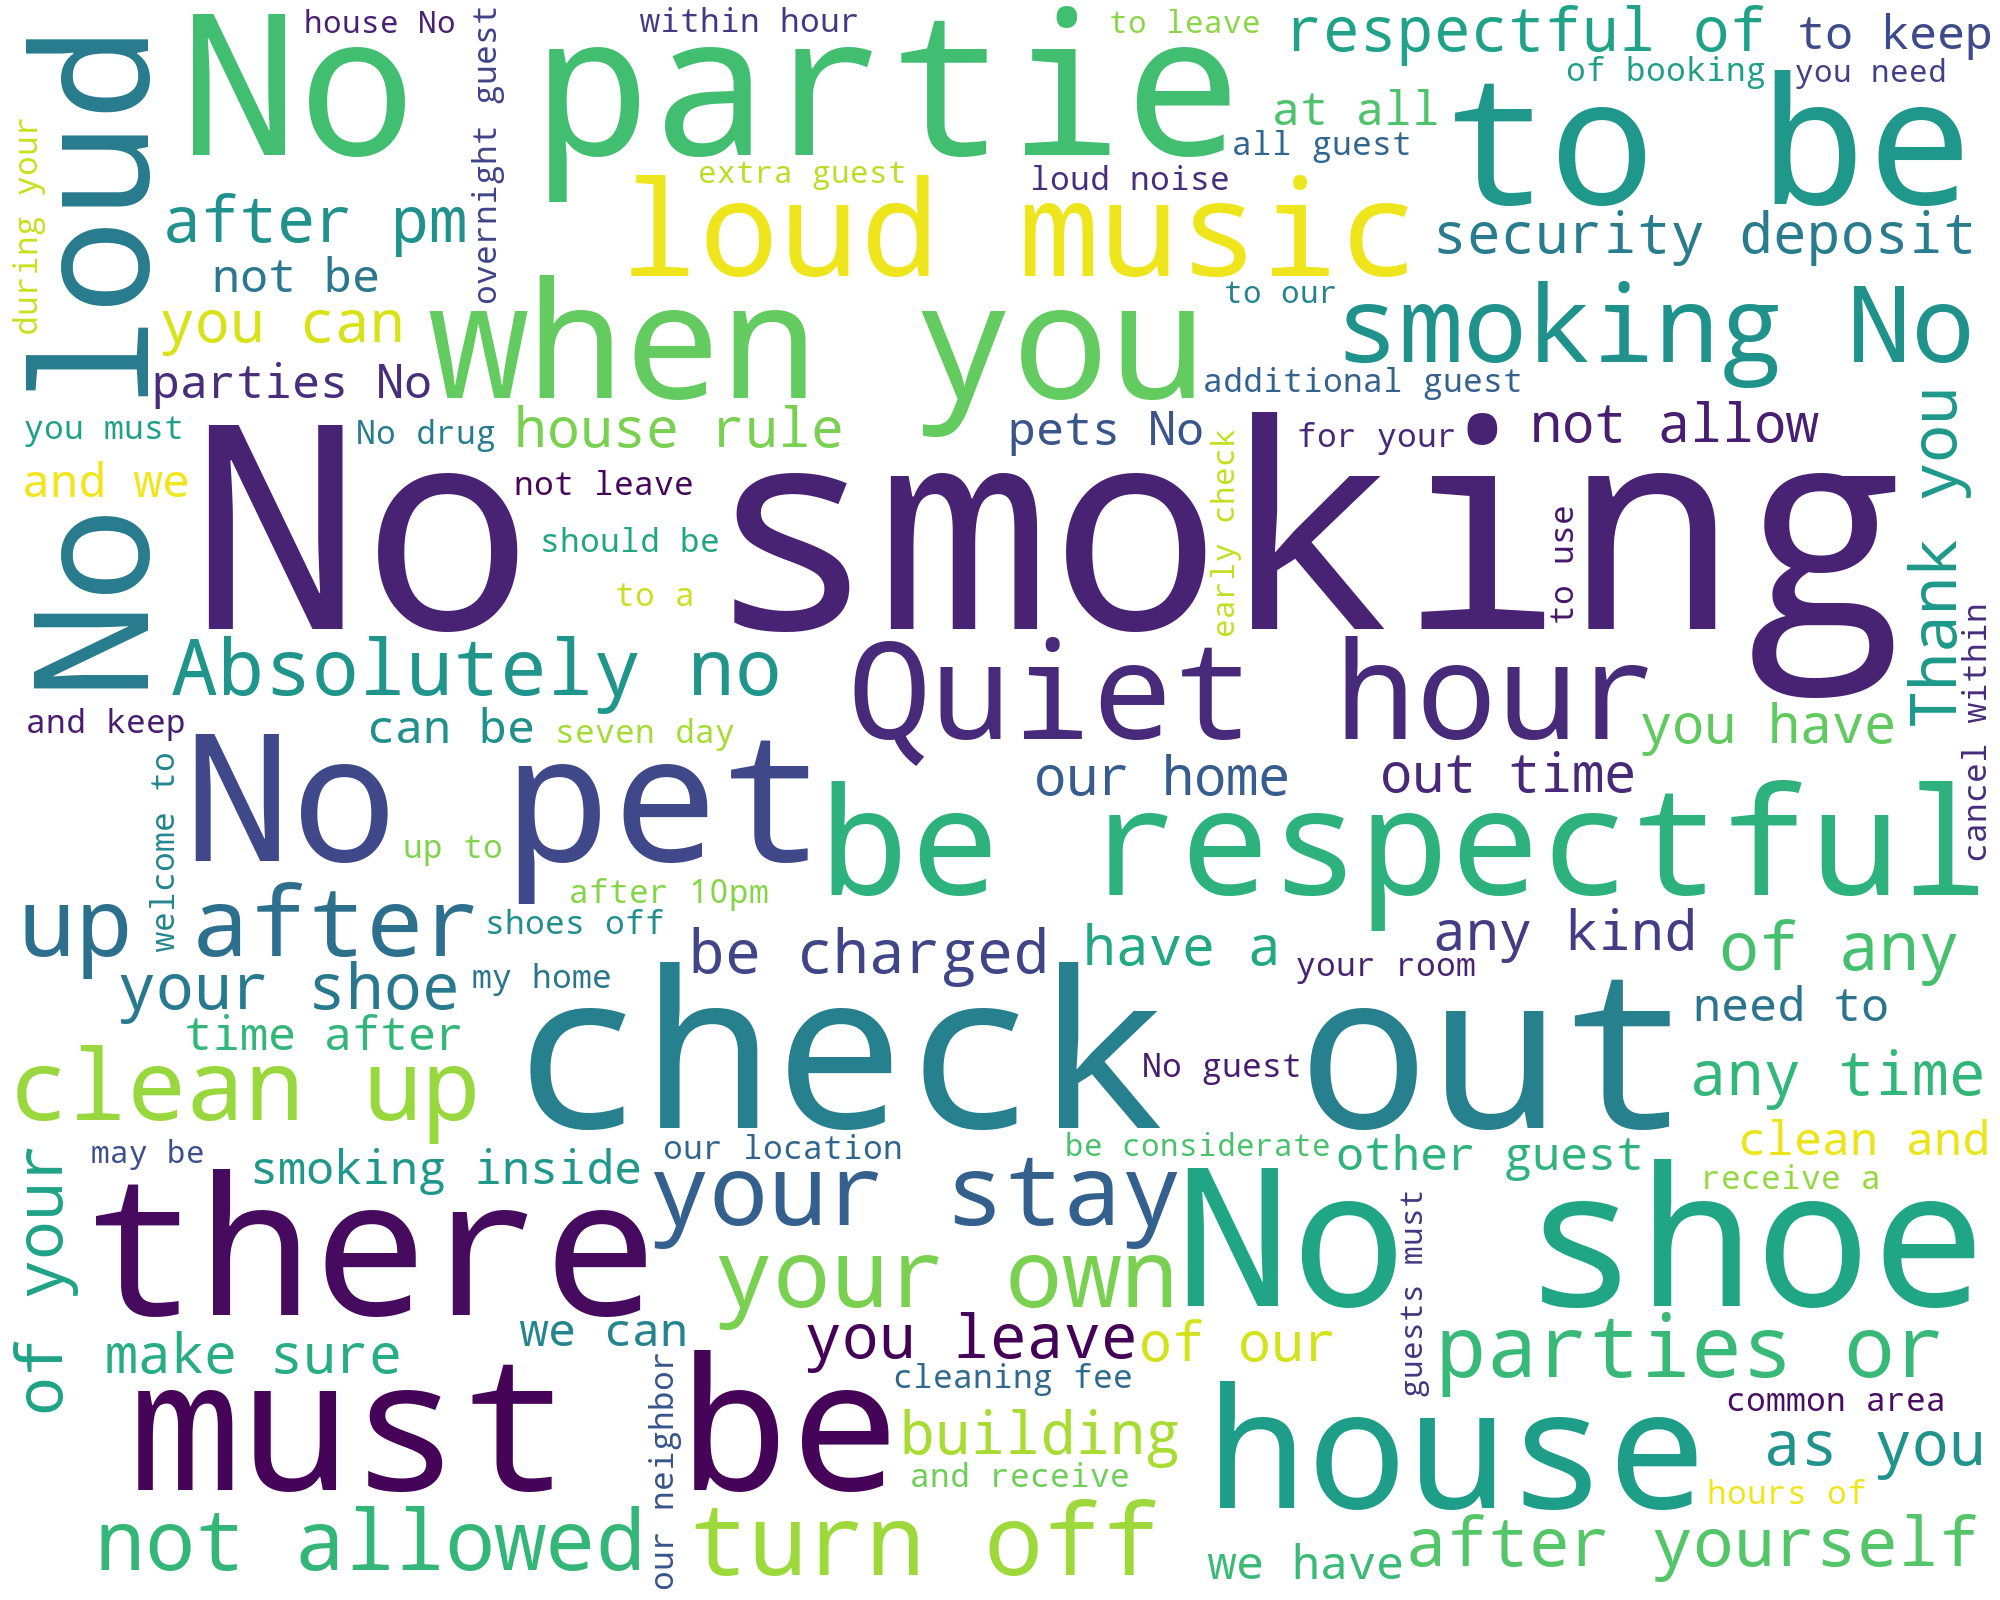 No loud
No partie
house No
overnight guest
within hour
to leave
respectful of
to keep
of booking
you need
at all
to be
all guest
during your
extra guest
loud noise
after pm
loud music
security deposit
not be
to our
you can
when you
smoking No
parties No
additional guest
you must
No drug
house rule
pets No
for your
not allow
and we
No smoking
not leave
early check
to use
Thank you
should be
to a
Absolutely no
Quiet hour
cancel within
and keep
can be
seven day
you have
welcome to
No pet
our home
out time
up to
be respectful
after 10pm
up after
shoes off
be charged
have a
any kind
of any
your shoe
my home
your room
time after
check out
need to
clean up
No guest
any time
of your
may be
smoking inside
our location
be considerate
other guest
clean and
there
your stay
No shoe
receive a
guests must
your own
make sure
we can
you leave
of our
parties or
must be
our neighbor
cleaning fee
house
common area
building
as you
and receive
hours of
not allowed
turn off
we have
after yourself